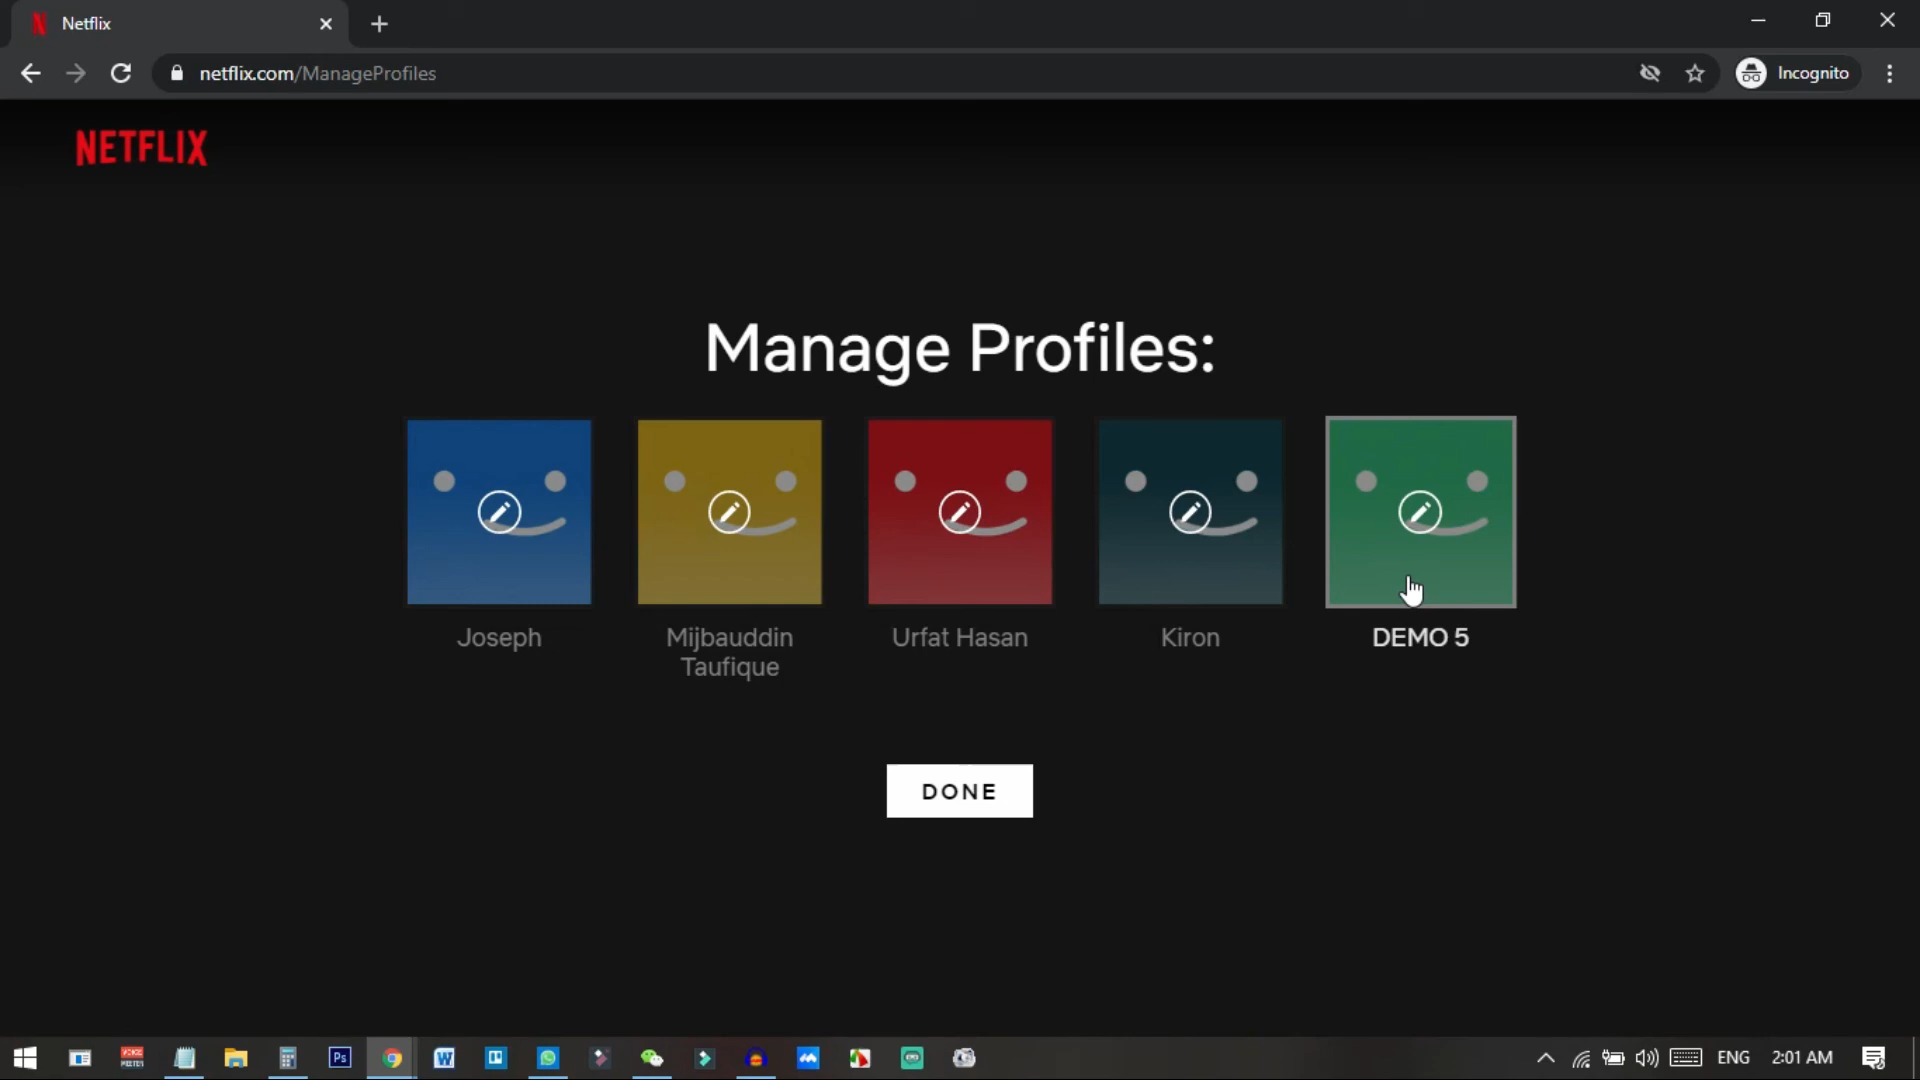 Netflix
netflix.com/ManageProfiles
Incognito
NETFLIX
Manage Profiles:
Joseph
Mijbauddin
Taufique
Urfat Hasan
Kiron
DEMO 5
DONE
Ps
W
ENG
2:01 AM